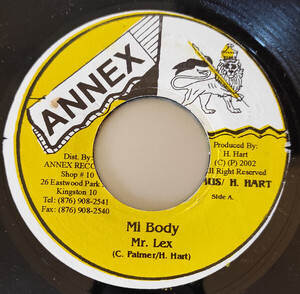 ANNEX
Dist. By:
ANNEX RECO
Shop # 10
26 Eastwood Park
Kingston 10
Tel: (876) 908-2541
Fax: (876) 908-2540
Produced By:
H. Hart
(C) (P) 2002
All Right Reserved
MUS/ H. HART
Side A.
Mi Body
Mr. Lex
(C. Palmer/H. Hart)